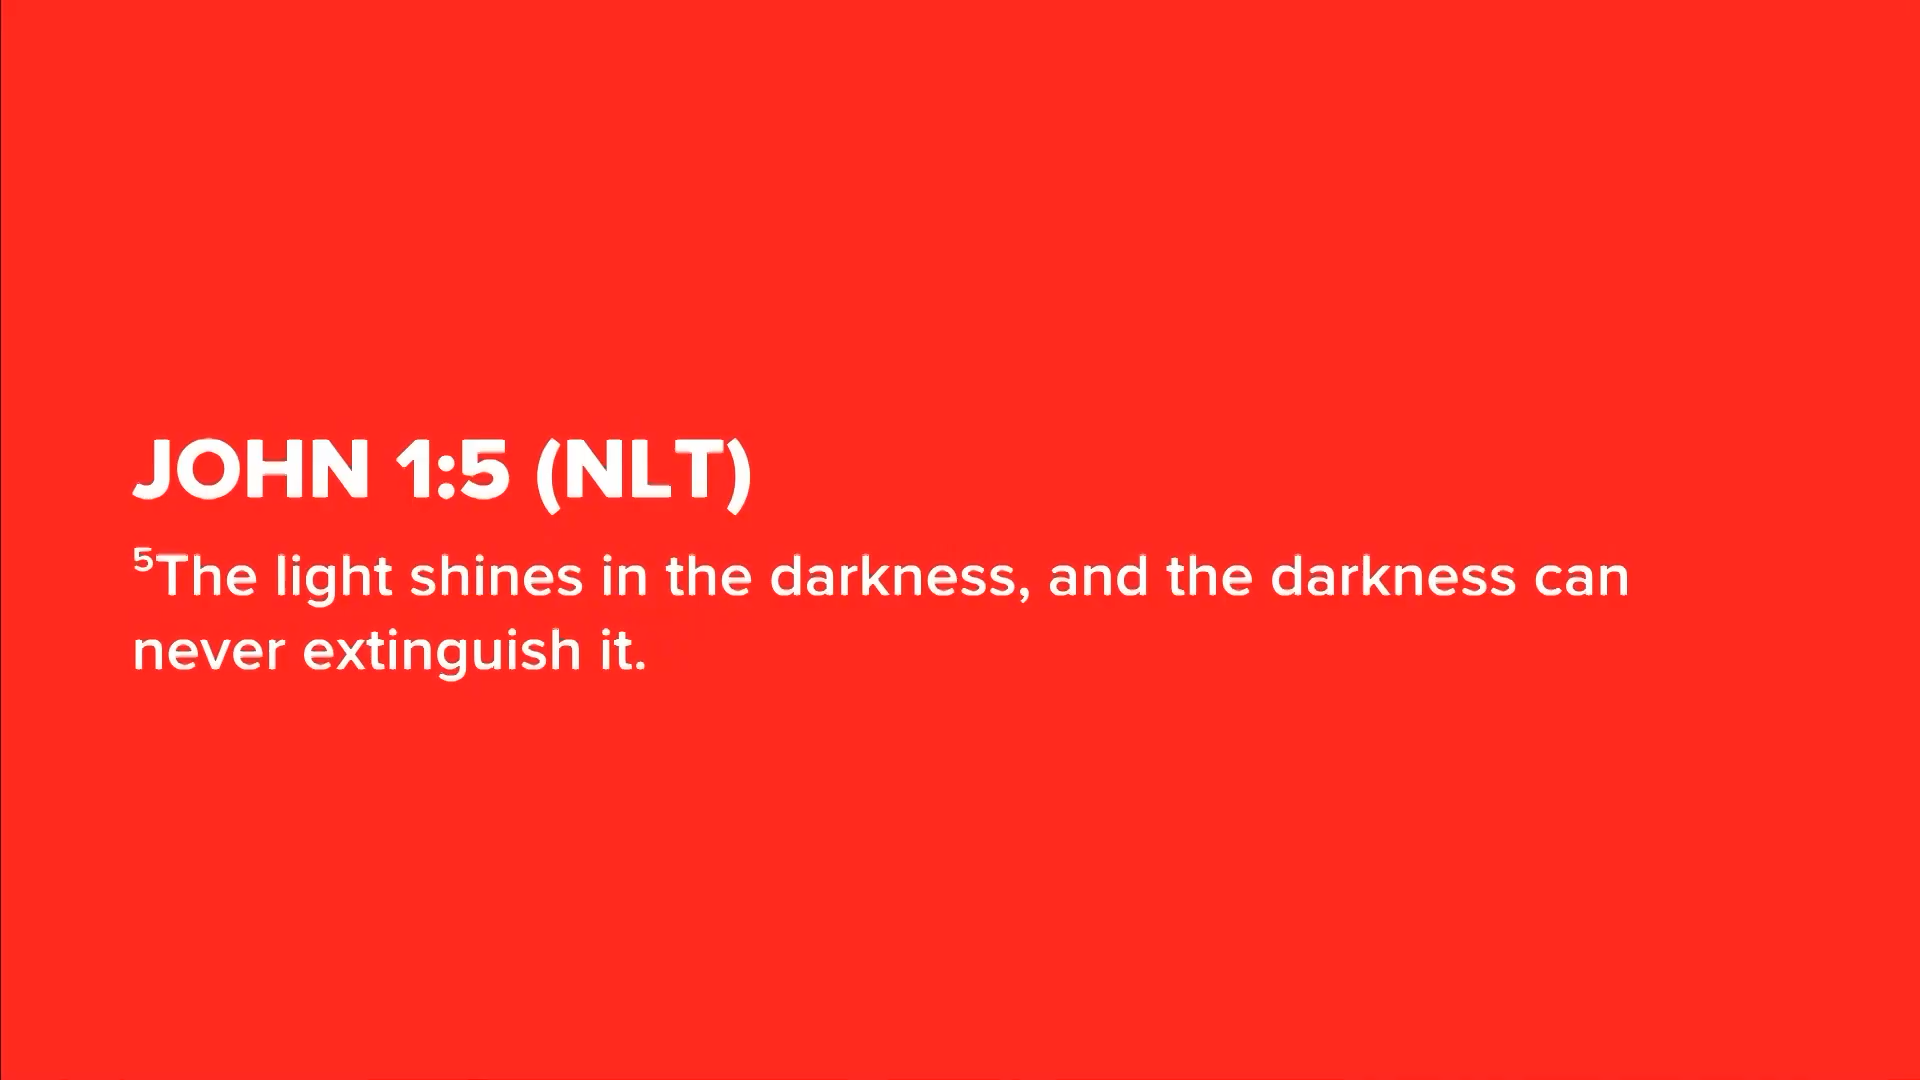 JOHN 1:5 (NLT)
⁵The light shines in the darkness, and the darkness can
never extinguish it.